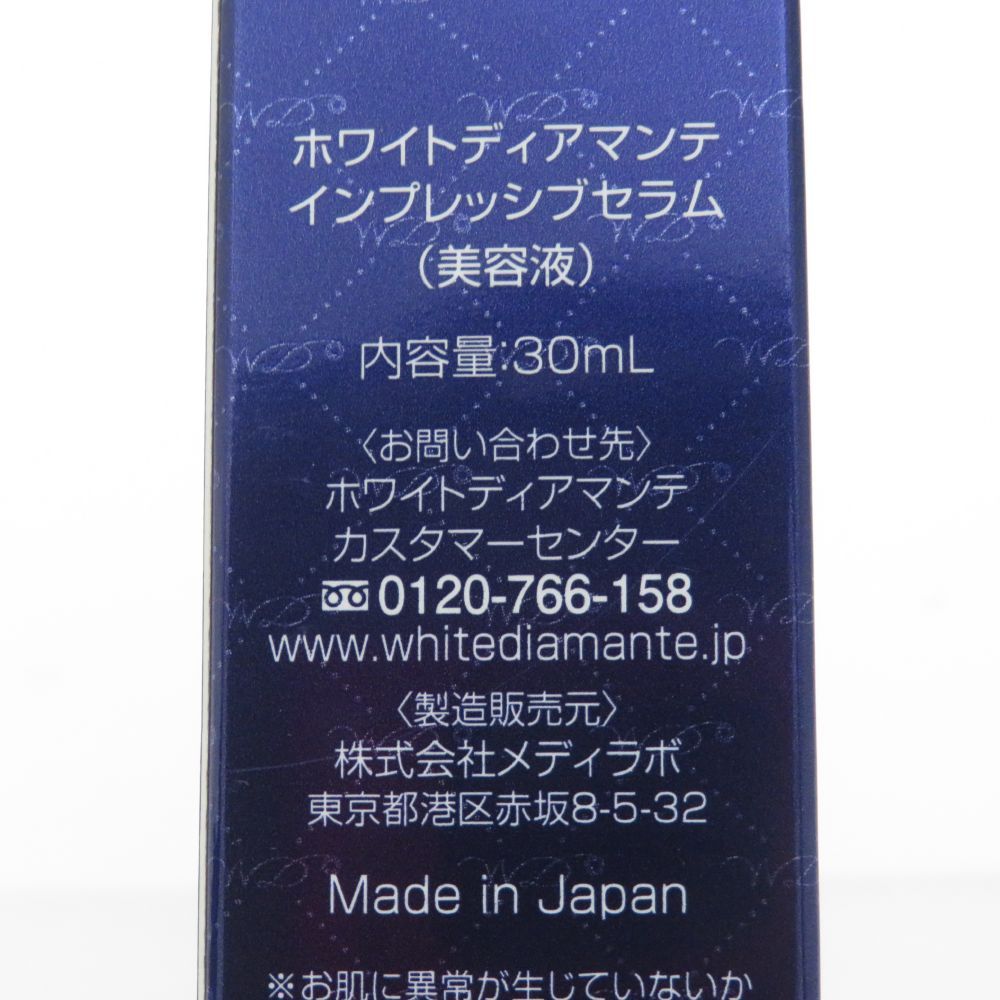 ホワイトディアマンテ
インプレッシブセラム
（美容液）
内容量:30mL
〈お問い合わせ先〉
ホワイトディアマンテ
カスタマーセンター
0120-766-158
www.whitediamante.jp
〈製造販売元〉
株式会社メディラボ
東京都港区赤坂8-5-32
Made in Japan
※お肌に異常が生じていないか